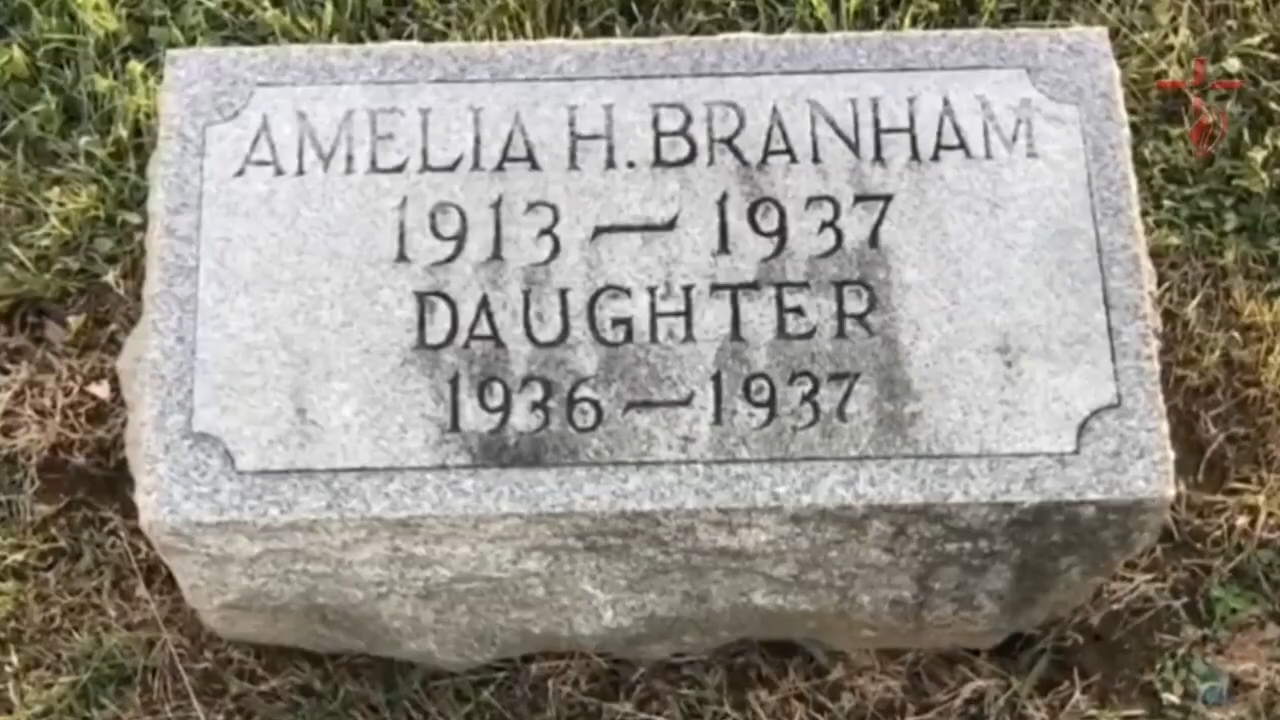 AMELIA H. BRANHAM
1913 — 1937
DAUGHTER
1936 — 1937